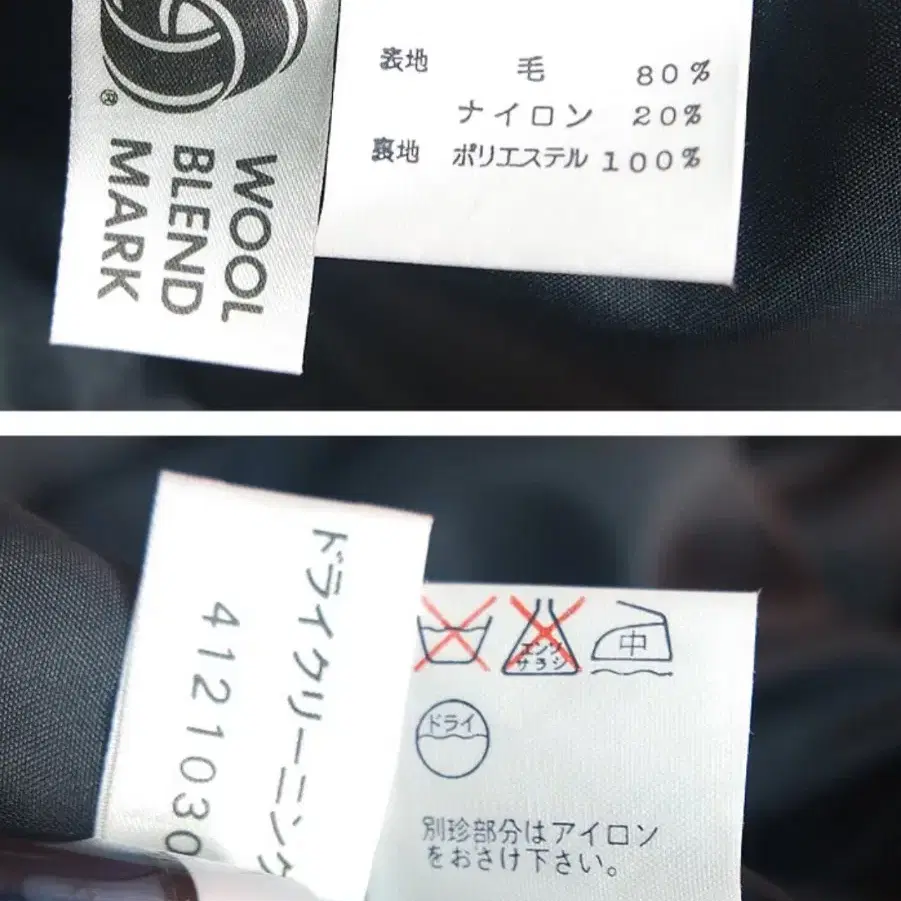 ®
WOOL
BLEND
MARK
表地 毛 80%
ナイロン 20%
裏地 ポリエステル 100%
ドライクリーニング
4121030
エンソ
サラシ
中
ドライ
別珍部分はアイロン
をおさけ下さい。